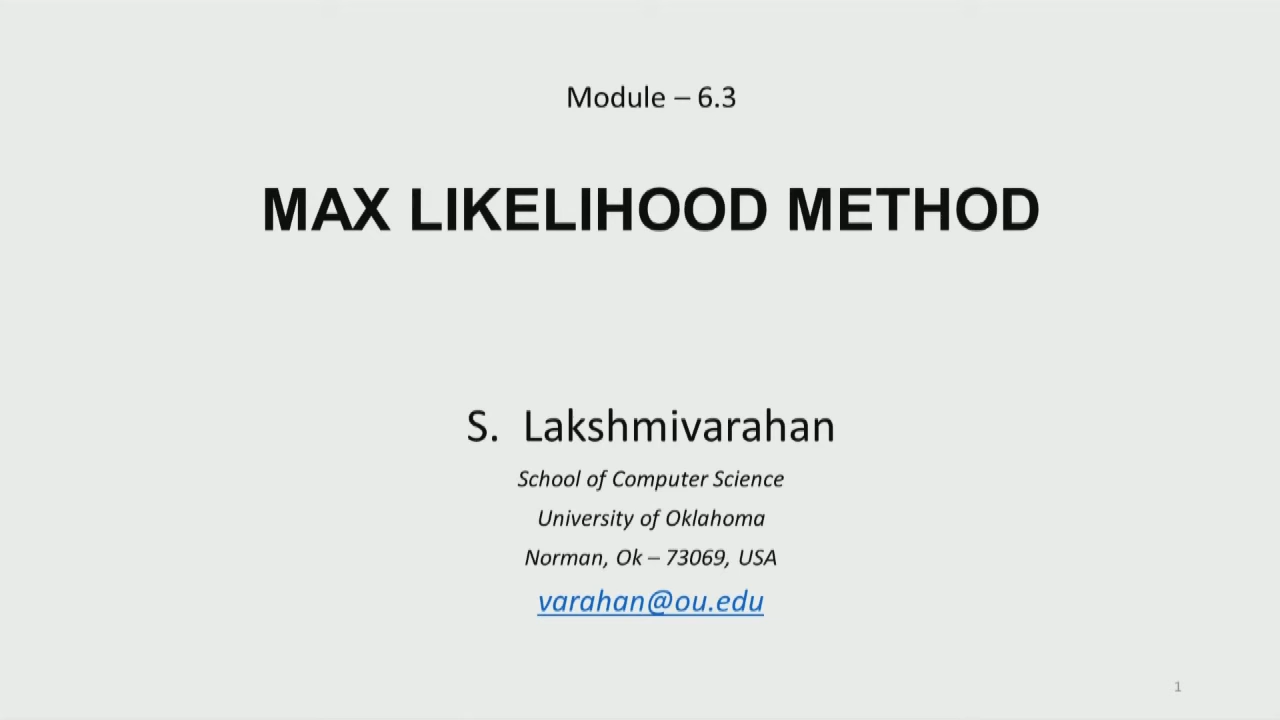 Module – 6.3
MAX LIKELIHOOD METHOD
S. Lakshmivarahan
School of Computer Science
University of Oklahoma
Norman, Ok – 73069, USA
varahan@ou.edu
1